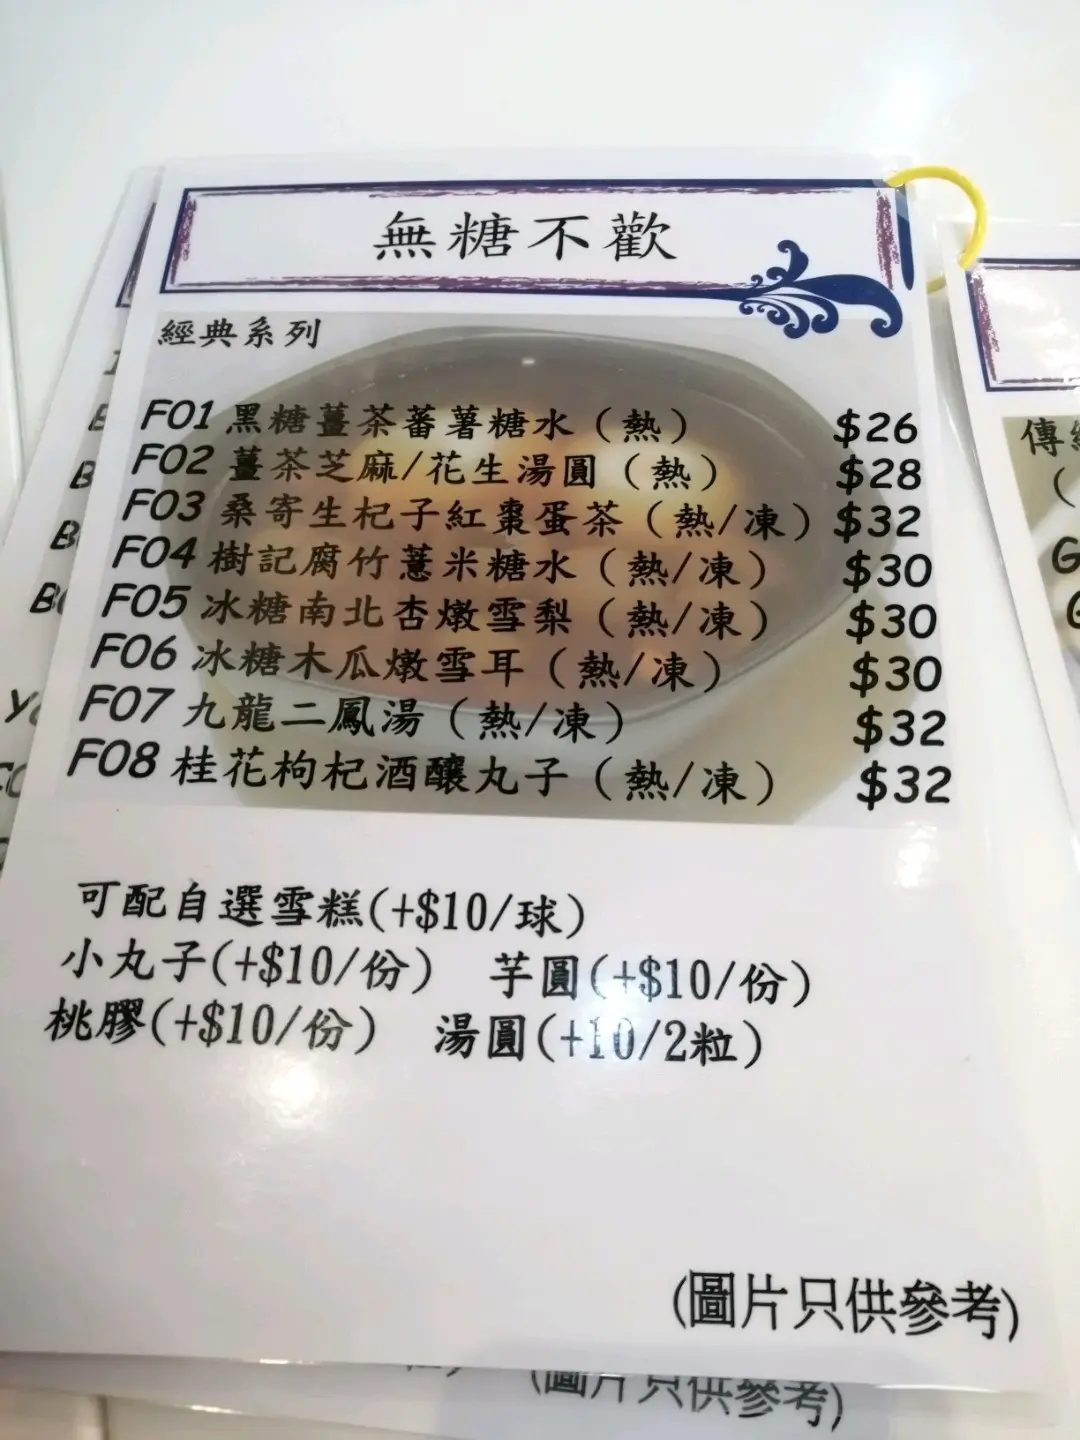 無糖不歡
經典系列
F01 黑糖薑茶蕃薯糖水（熱） $26
F02 薑茶芝麻/花生湯圓（熱） $28
F03 桑寄生杞子紅棗蛋茶（熱/凍） $32
F04 樹記腐竹薏米糖水（熱/凍） $30
F05 冰糖南北杏燉雪梨（熱/凍） $30
F06 冰糖木瓜燉雪耳（熱/凍） $30
F07 九龍二鳳湯（熱/凍） $32
F08 桂花枸杞酒釀丸子（熱/凍） $32
可配自選雪糕(+$10/球)
小丸子(+$10/份) 芋圓(+$10/份)
桃膠(+$10/份) 湯圓(+10/2粒)
(圖片只供參考)
(圖片只供參考)